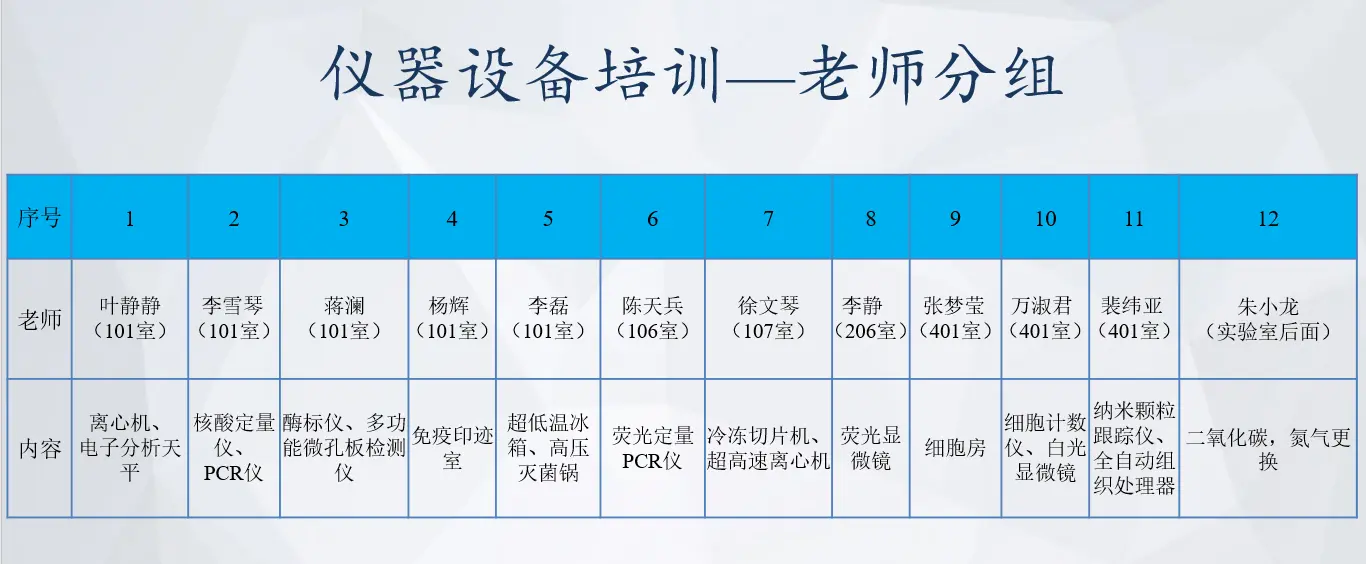 仪器设备培训—老师分组
序号 1 2 3 4 5 6 7 8 9 10 11 12
老师
叶静静
（101室）
李雪琴
（101室）
蒋澜
（101室）
杨辉
（101室）
李磊
（101室）
陈天兵
（106室）
徐文琴
（107室）
李静
（206室）
张梦莹
（401室）
万淑君
（401室）
裴纬亚
（401室）
朱小龙
（实验室后面）
内容
离心机、
电子分析天
平
核酸定量
仪、
PCR仪
酶标仪、多功
能微孔板检测
仪
免疫印迹
室
超低温冰
箱、高压
灭菌锅
荧光定量
PCR仪
冷冻切片机、
超高速离心机
荧光显
微镜
细胞房
细胞计数
仪、白光
显微镜
纳米颗粒
跟踪仪、
全自动组
织处理器
二氧化碳，氮气更
换